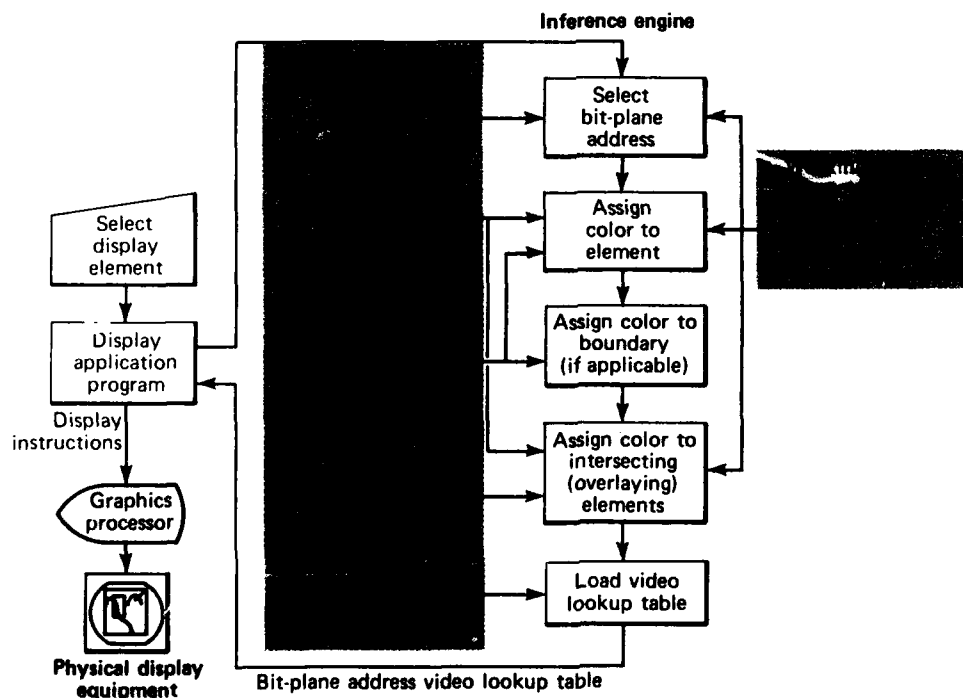 Inference engine
Select
bit-plane
address
Assign
color to
element
Assign color to
boundary
(if applicable)
Assign color to
intersecting
(overlaying)
elements
Load video
lookup table
Select
display
element
Display
application
program
Display
instructions
Graphics
processor
Physical display
equipment
Bit-plane address video lookup table